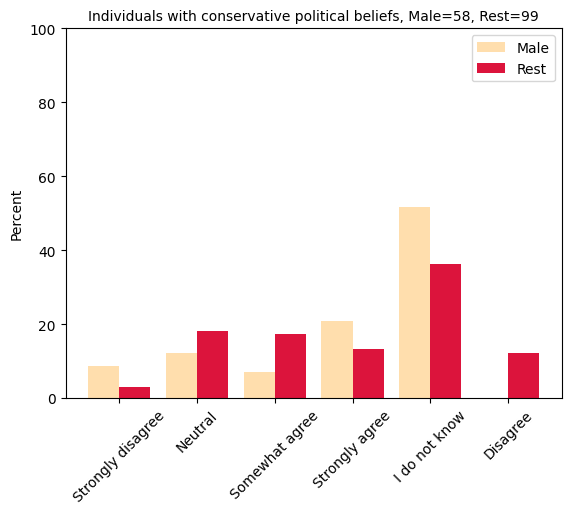 Individuals with conservative political beliefs, Male=58, Rest=99
Male
Rest
Percent
100
80
60
40
20
0
Strongly disagree
Neutral
Somewhat agree
Strongly agree
I do not know
Disagree